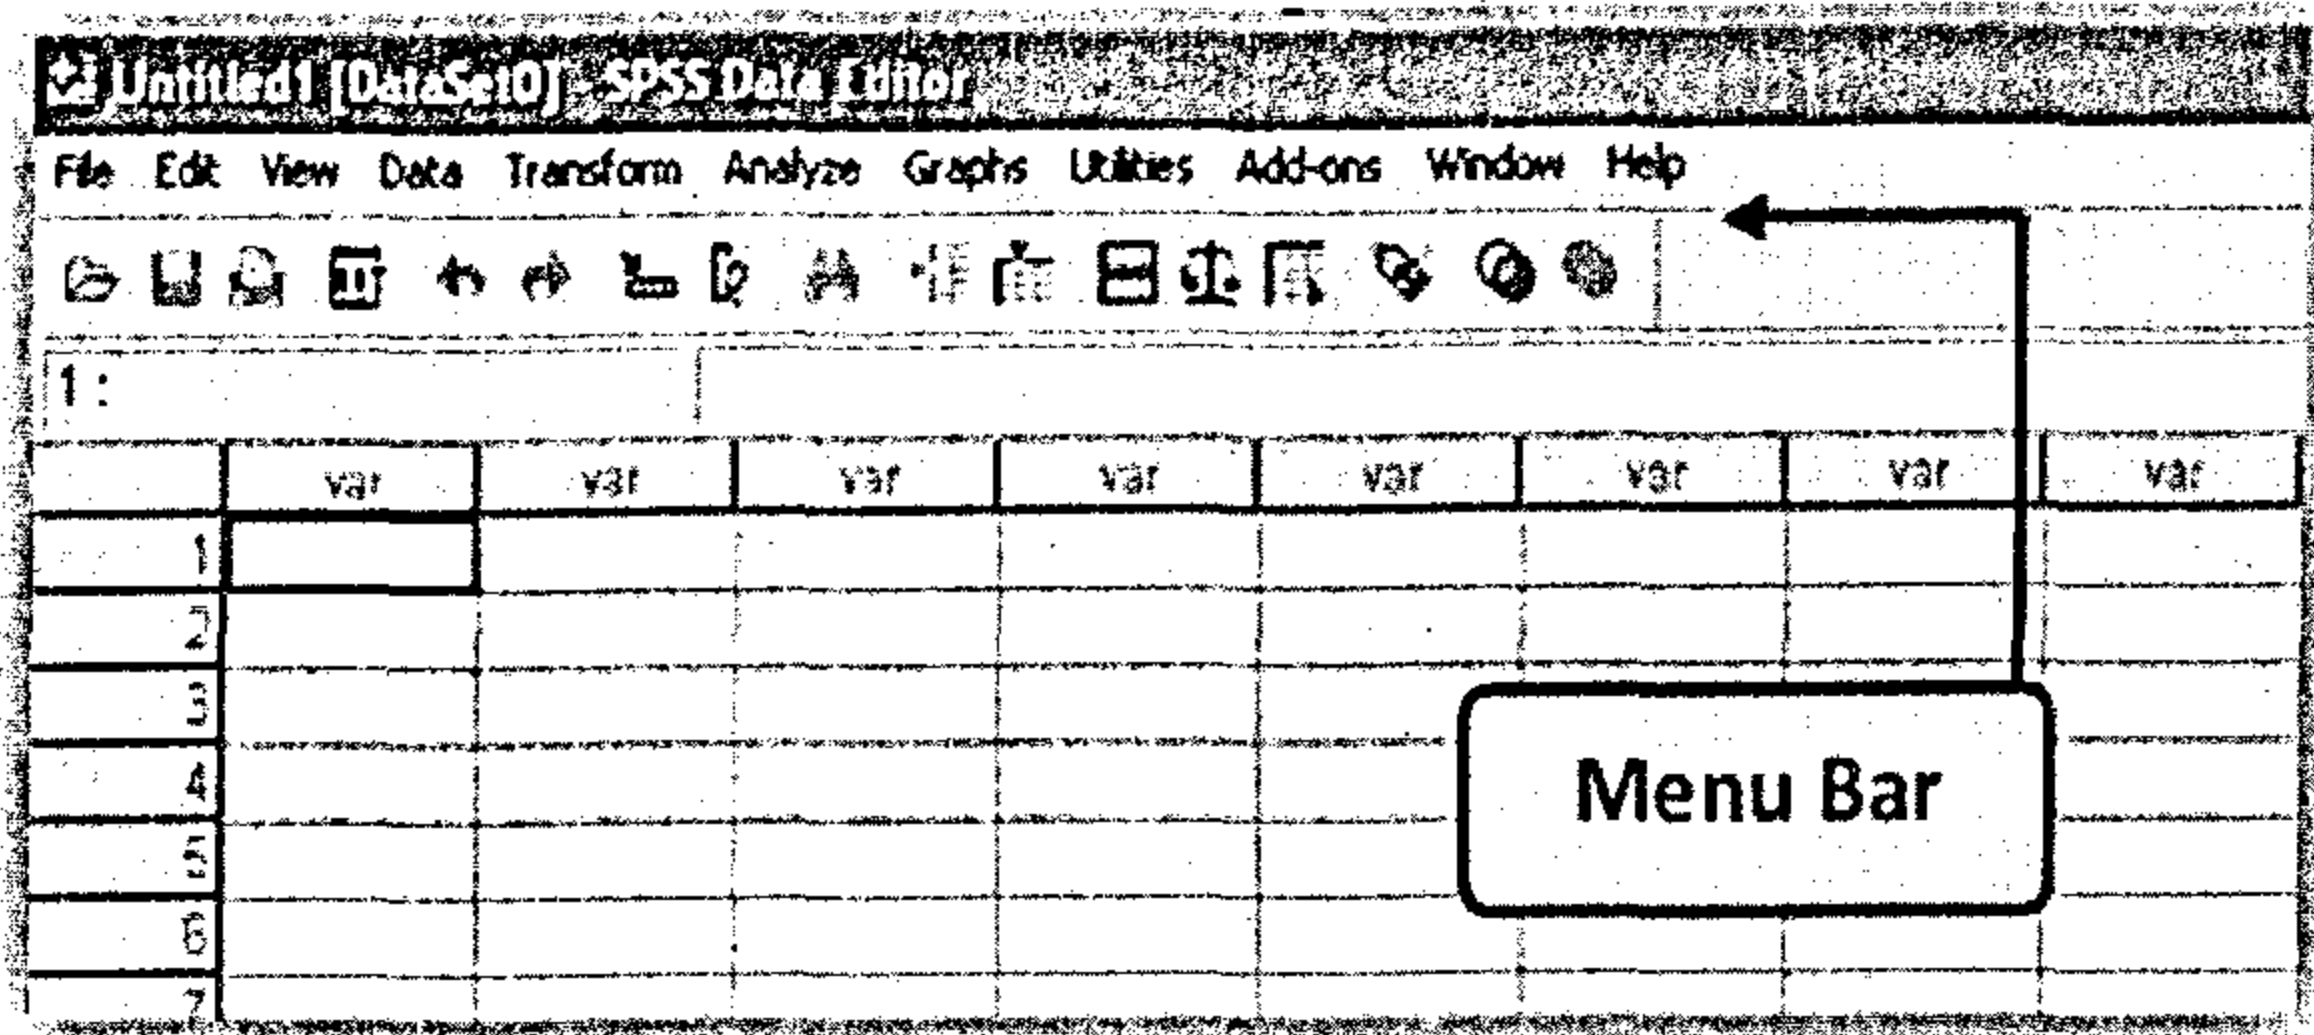 Untitled1 [DataSet0] - SPSS Data Editor
File Edit View Data Transform Analyze Graphs Utilities Add-ons Window Help
1 :
var var var var var var var var
1
2
3
4
5
6
7
Menu Bar